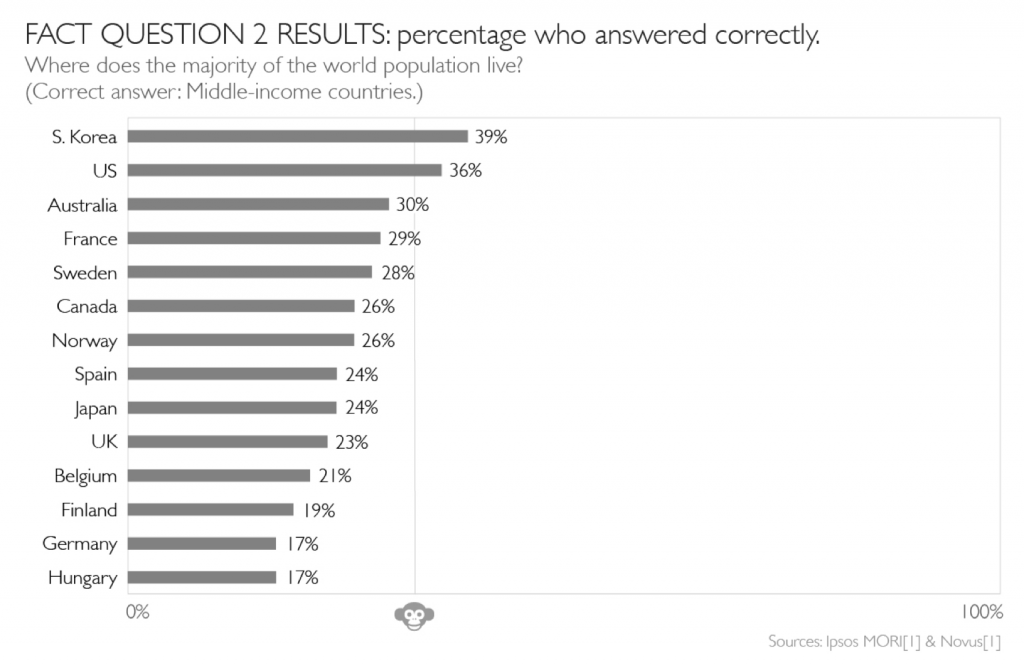 FACT QUESTION 2 RESULTS: percentage who answered correctly.
Where does the majority of the world population live?
(Correct answer: Middle-income countries.)
S. Korea 39%
US 36%
Australia 30%
France 29%
Sweden 28%
Canada 26%
Norway 26%
Spain 24%
Japan 24%
UK 23%
Belgium 21%
Finland 19%
Germany 17%
Hungary 17%
0% 100%
Sources: Ipsos MORI[1] & Novus[1]